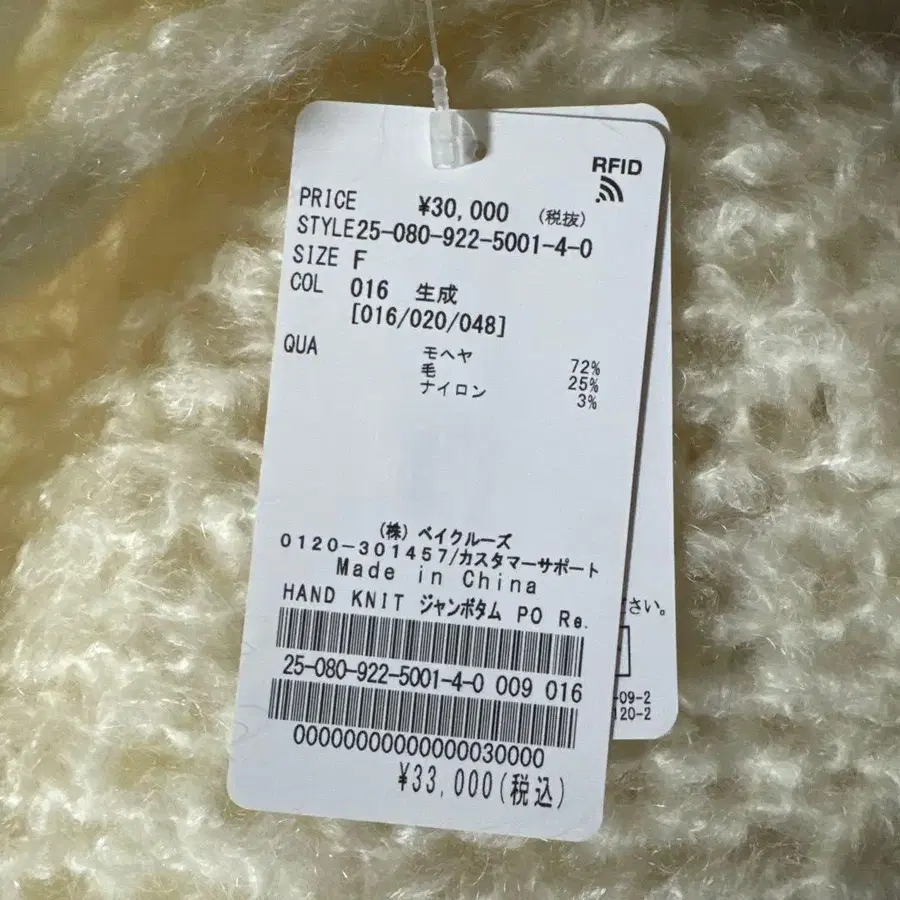 RFID
PRICE ¥30,000 (税抜)
STYLE25-080-922-5001-4-0
SIZE F
COL 016 生成
[016/020/048]
QUA モヘヤ 72%
毛 25%
ナイロン 3%
(株) ベイクルーズ
0120-301457/カスタマーサポート
Made in China
HAND KNIT ジャンボタム PO Re.
25-080-922-5001-4-0 009 016
00000000000000030000
¥33,000(税込)
ださい。
-09-2
120-2